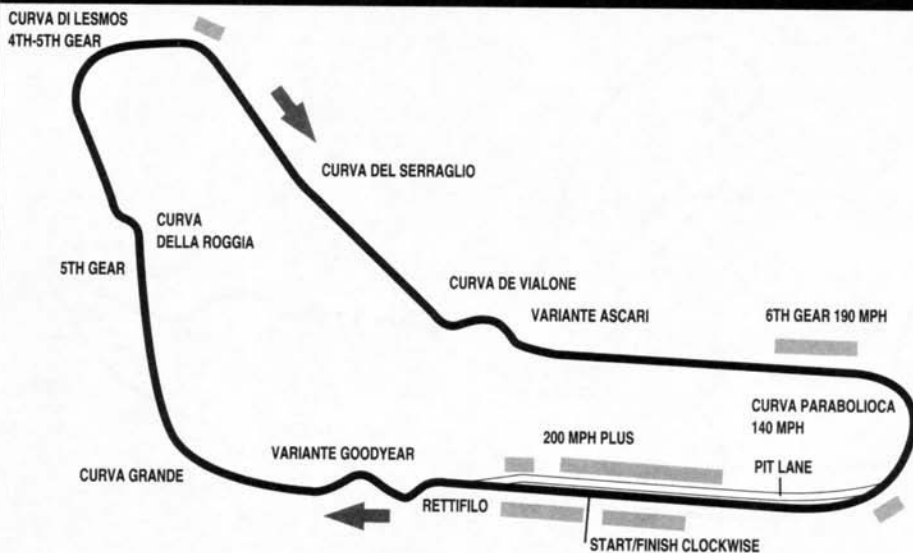 CURVA DI LESMOS
4TH-5TH GEAR
CURVA DEL SERRAGLIO
CURVA
DELLA ROGGIA
5TH GEAR
CURVA DE VIALONE
VARIANTE ASCARI
6TH GEAR 190 MPH
CURVA PARABOLIOCA
140 MPH
200 MPH PLUS
PIT LANE
VARIANTE GOODYEAR
CURVA GRANDE
RETTIFILO
START/FINISH CLOCKWISE